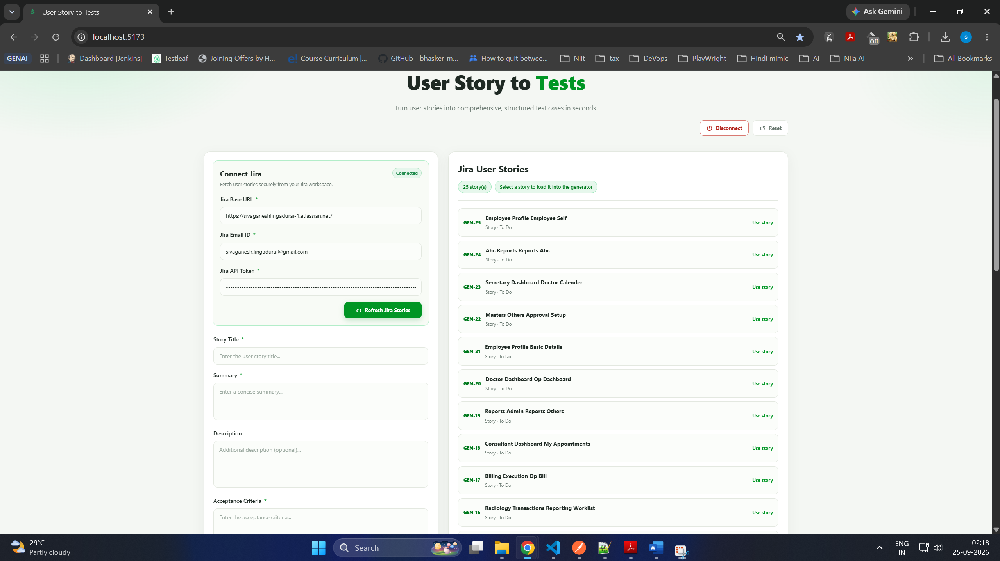 User Story to Tests
Ask Gemini
localhost:5173
Off
s
GENAI
Dashboard [Jenkins]
Testleaf
Joining Offers by H...
e! Course Curriculum |...
GitHub - bhasker-m...
How to quit betwee...
Niit
tax
DeVops
PlayWright
Hindi mimic
AI
Nija AI
All Bookmarks
User Story to Tests
Turn user stories into comprehensive, structured test cases in seconds.
Disconnect
Reset
Connect Jira
Connected
Fetch user stories securely from your Jira workspace.
Jira Base URL *
https://sivaganeshlingadurai-1.atlassian.net/
Jira Email ID *
sivaganesh.lingadurai@gmail.com
Jira API Token *
Refresh Jira Stories
Story Title *
Enter the user story title...
Summary *
Enter a concise summary...
Description
Additional description (optional)...
Acceptance Criteria *
Enter the acceptance criteria...
Jira User Stories
25 story(s)
Select a story to load it into the generator
GEN-25
Employee Profile Employee Self
Story · To Do
Use story
GEN-24
Ahc Reports Reports Ahc
Story · To Do
Use story
GEN-23
Secretary Dashboard Doctor Calender
Story · To Do
Use story
GEN-22
Masters Others Approval Setup
Story · To Do
Use story
GEN-21
Employee Profile Basic Details
Story · To Do
Use story
GEN-20
Doctor Dashboard Op Dashboard
Story · To Do
Use story
GEN-19
Reports Admin Reports Others
Story · To Do
Use story
GEN-18
Consultant Dashboard My Appointments
Story · To Do
Use story
GEN-17
Billing Execution Op Bill
Story · To Do
Use story
GEN-16
Radiology Transactions Reporting Worklist
Story · To Do
Use story
29°C
Partly cloudy
Search
ENG
IN
02:18
25-09-2026